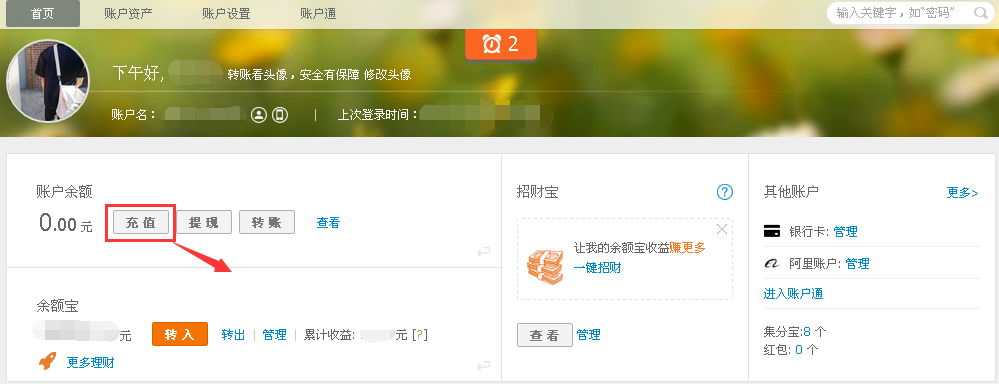 首页 账户资产 账户设置 账户通 输入关键字，如"密码"
2
下午好, 转账看头像，安全有保障 修改头像
账户名： | 上次登录时间：
账户余额
0.00 元 充 值 提 现 转 账 查看
余额宝
元 转 入 转出 | 管理 | 累计收益: 元 [?]
更多理财
招财宝 ?
让我的余额宝收益赚更多
一键招财
查 看 管理
其他账户 更多>
银行卡: 管理
阿里账户: 管理
进入账户通
集分宝:8 个
红包: 0 个